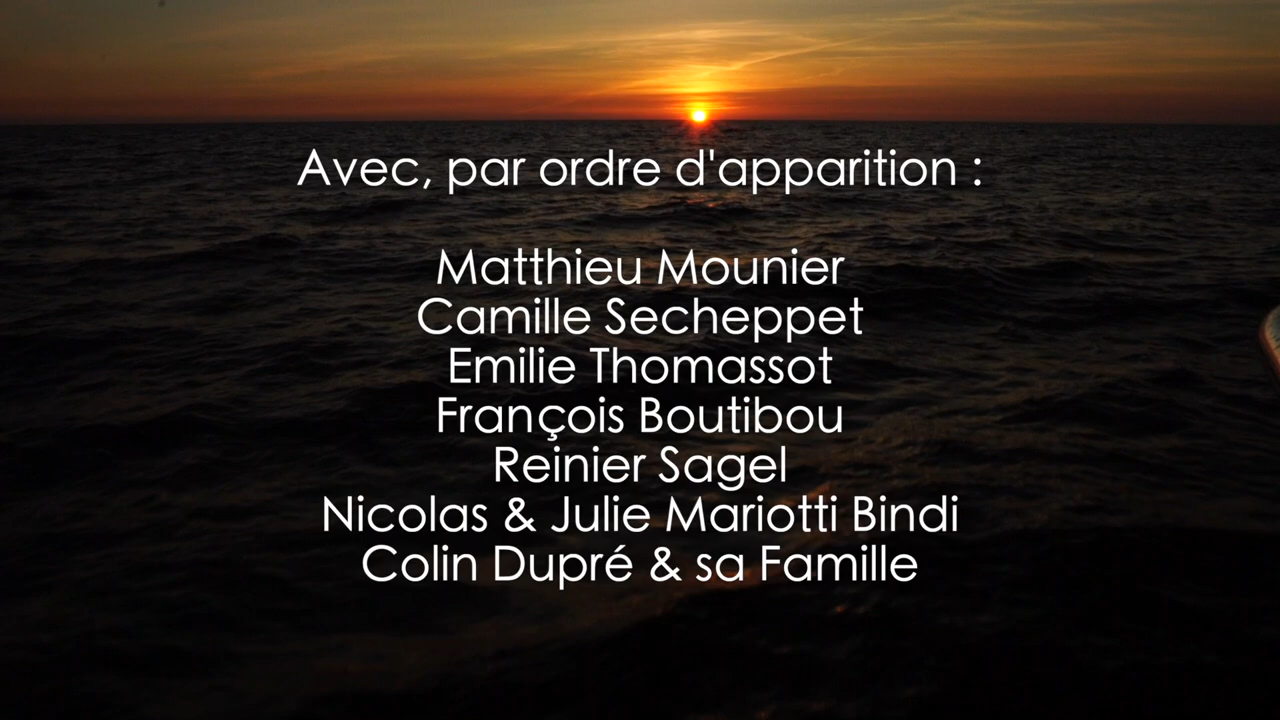 Avec, par ordre d'apparition :
Matthieu Mounier
Camille Secheppet
Emilie Thomassot
François Boutibou
Reinier Sagel
Nicolas & Julie Mariotti Bindi
Colin Dupré & sa Famille